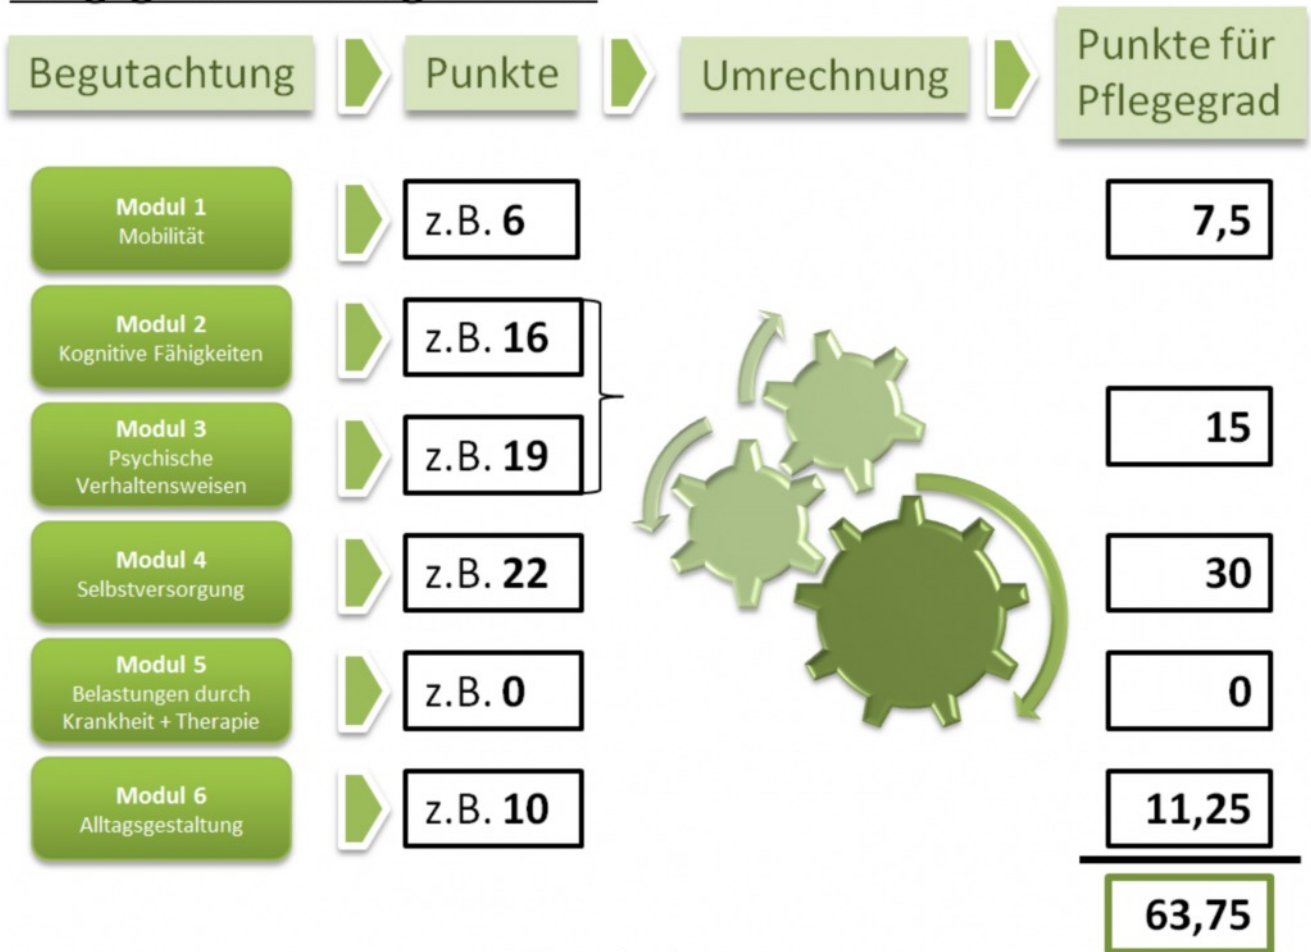 Begutachtung
Punkte
Umrechnung
Punkte für
Pflegegrad
Modul 1
Mobilität
z.B. 6
7,5
Modul 2
Kognitive Fähigkeiten
z.B. 16
Modul 3
Psychische
Verhaltensweisen
z.B. 19
15
Modul 4
Selbstversorgung
z.B. 22
30
Modul 5
Belastungen durch
Krankheit + Therapie
z.B. 0
0
Modul 6
Alltagsgestaltung
z.B. 10
11,25
63,75